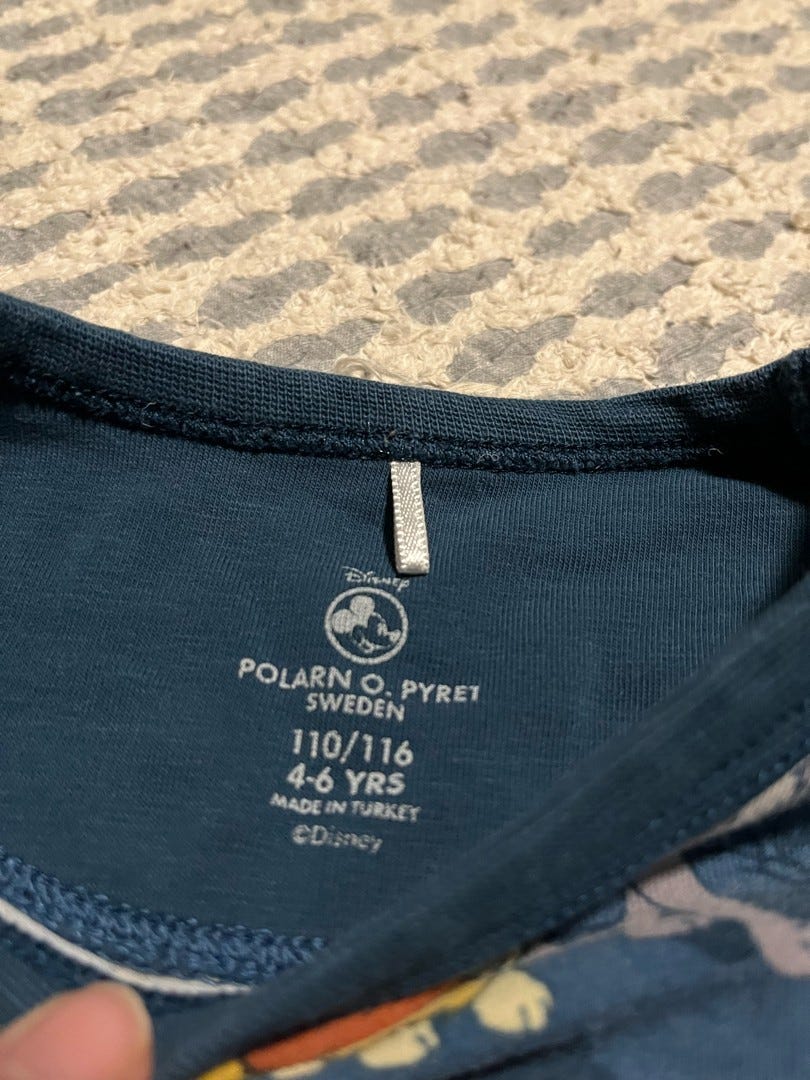 Disney
POLARN O. PYRET
SWEDEN
110/116
4-6 YRS
MADE IN TURKEY
©Disney